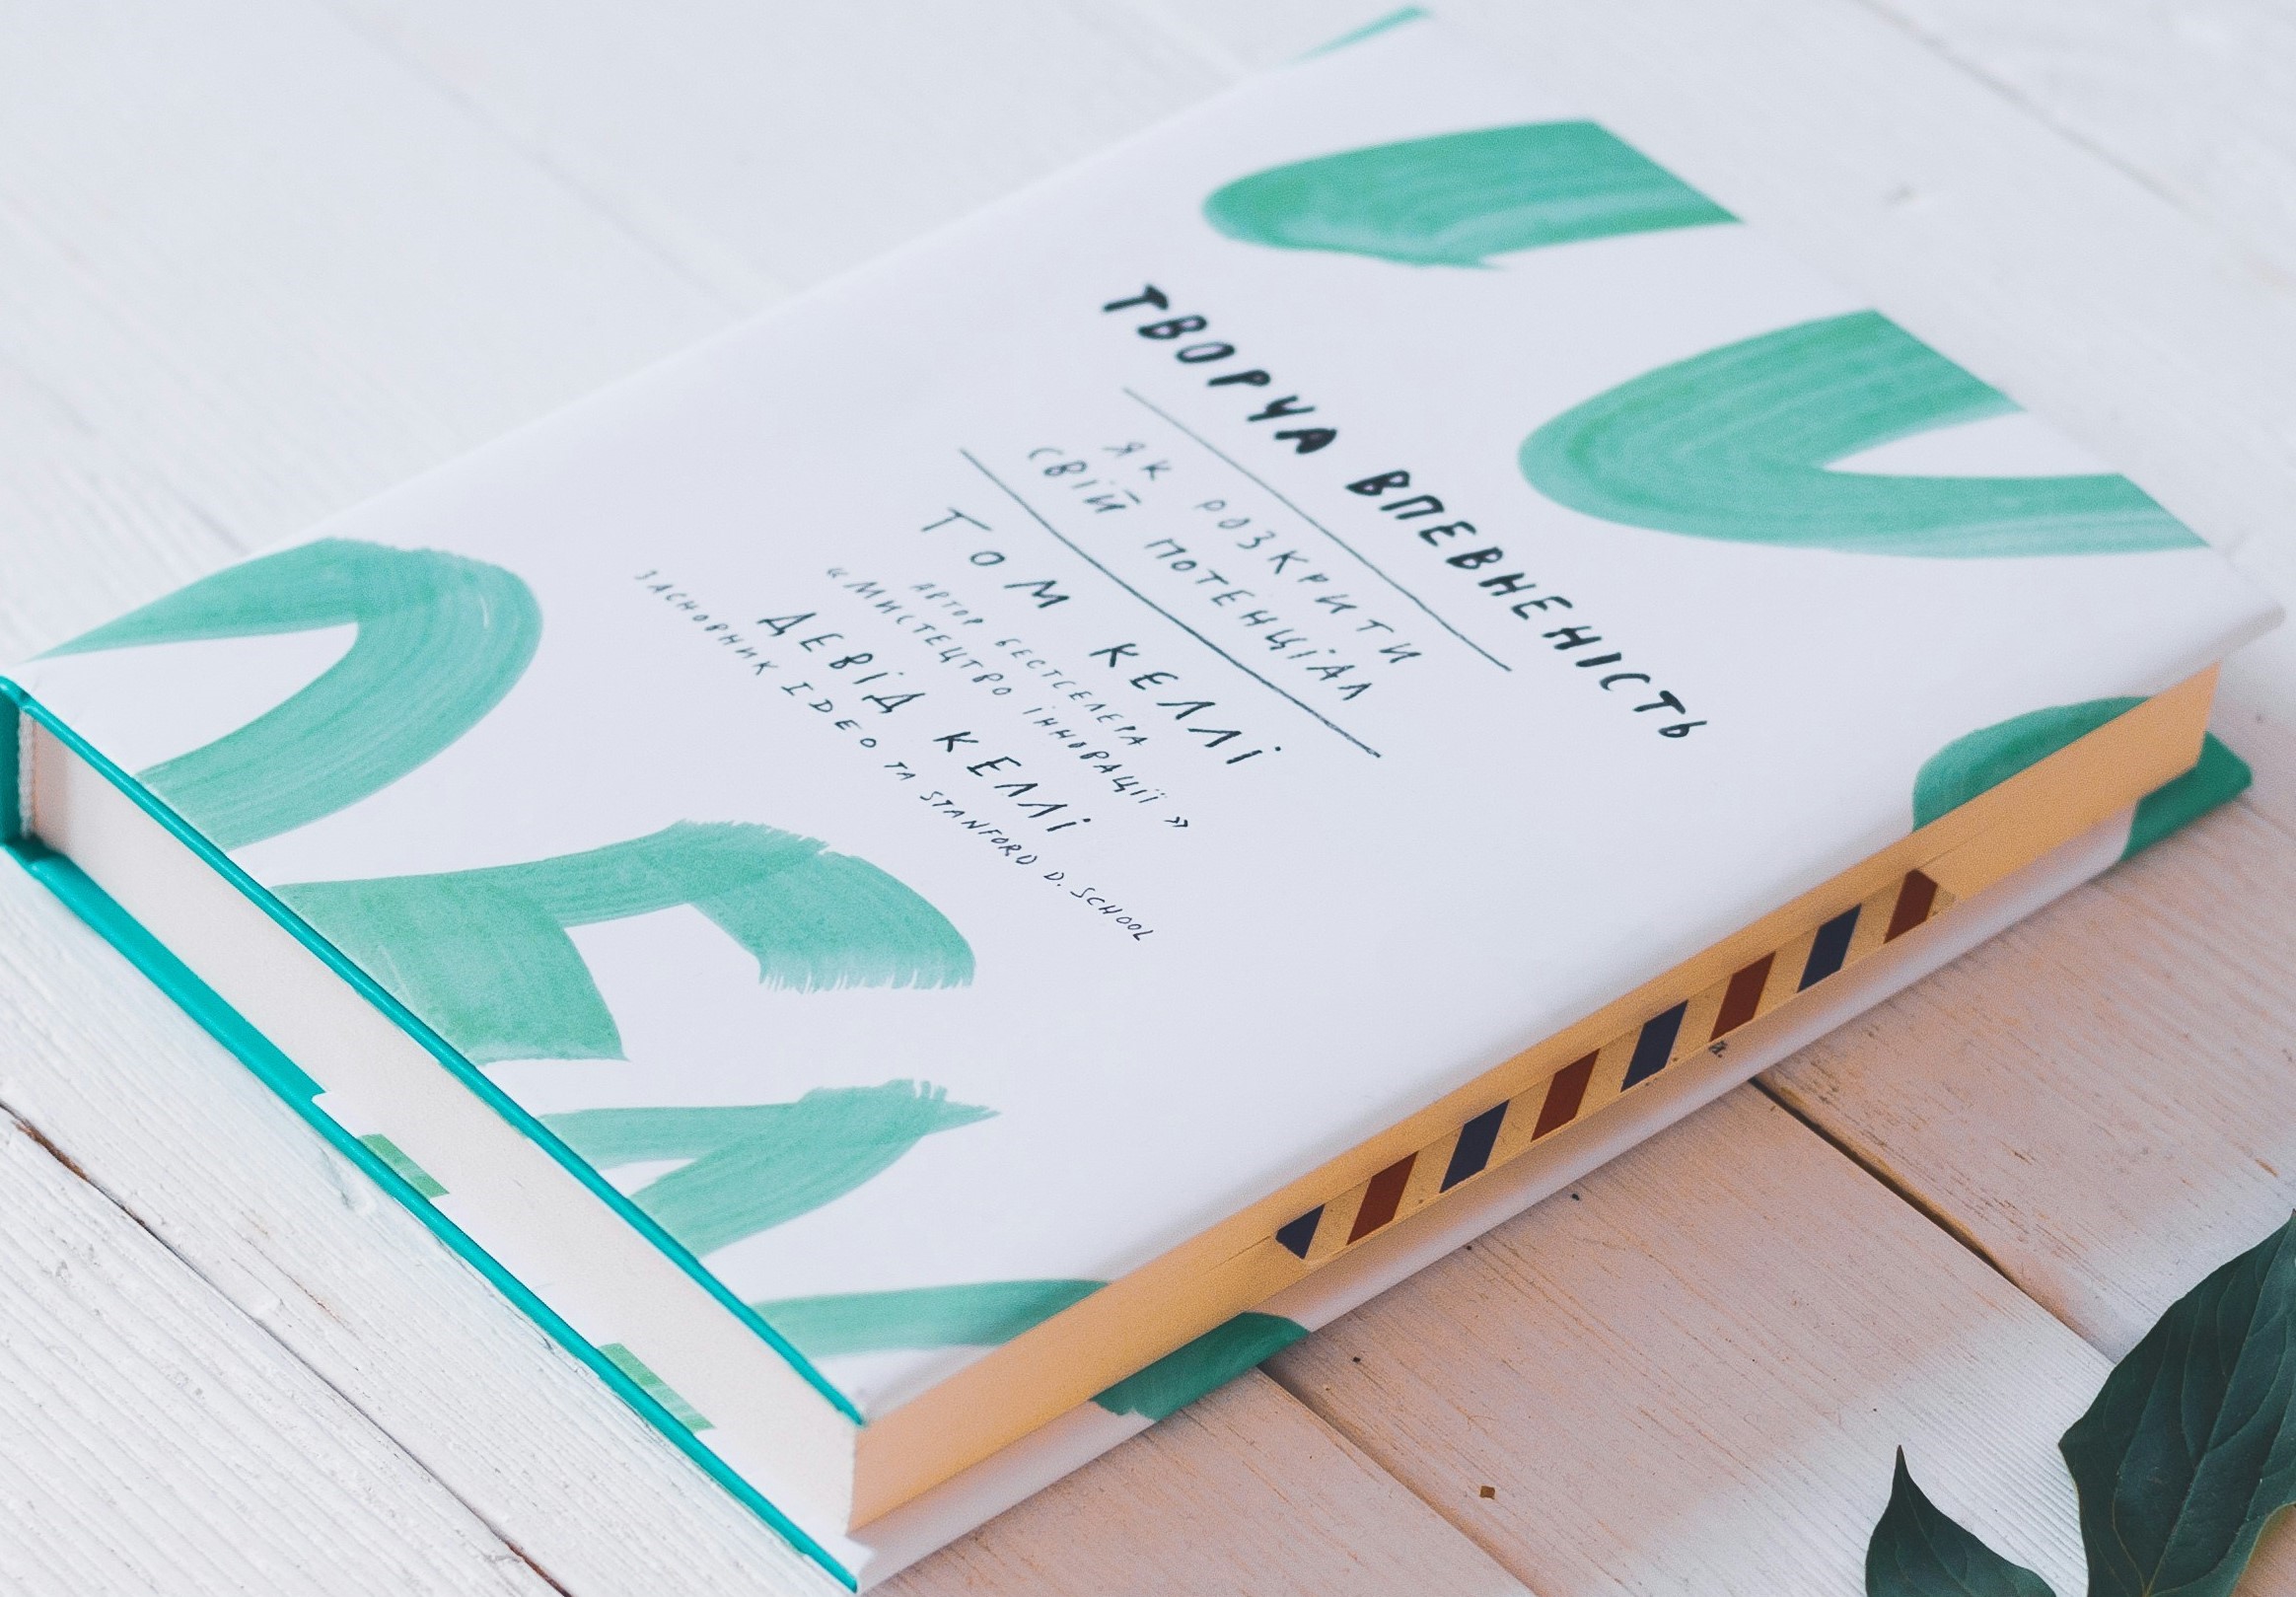 ТВОРЧА ВПЕВНЕНІСТЬ
ЯК РОЗКРИТИ
СВІЙ ПОТЕНЦІАЛ
ТОМ КЕЛЛІ
АВТОР БЕСТСЕЛЕРА
«МИСТЕЦТВО ІННОВАЦІЇ»
ДЕВІД КЕЛЛІ
ЗАСНОВНИК IDEO ТА STANFORD D. SCHOOL